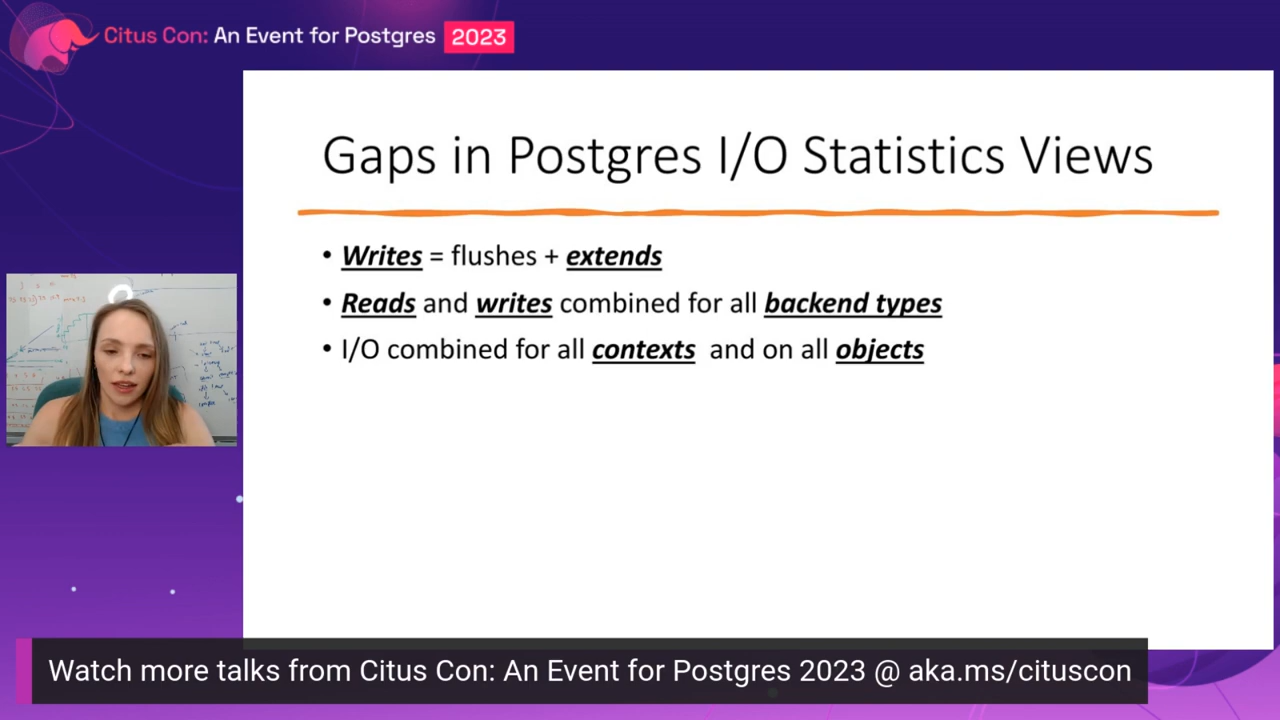 Citus Con: An Event for Postgres 2023
Gaps in Postgres I/O Statistics Views
• Writes = flushes + extends
• Reads and writes combined for all backend types
• I/O combined for all contexts and on all objects
Watch more talks from Citus Con: An Event for Postgres 2023 @ aka.ms/cituscon